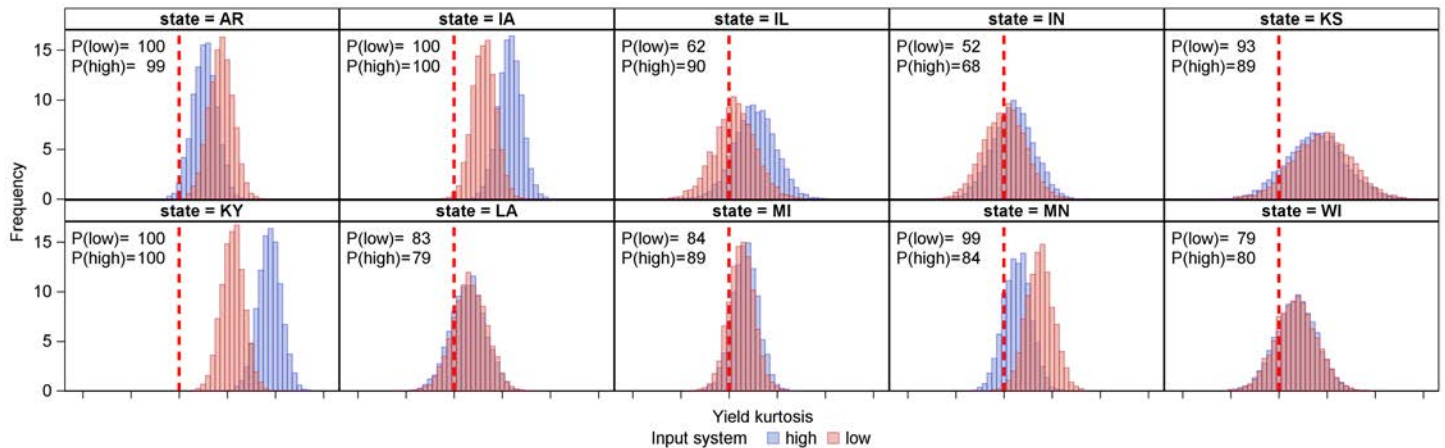 state = AR state = IA state = IL state = IN state = KS
P(low)= 100
P(high)= 99
P(low)= 100
P(high)= 100
P(low)= 62
P(high)= 90
P(low)= 52
P(high)= 68
P(low)= 93
P(high)= 89
15
10
5
0
state = KY state = LA state = MI state = MN state = WI
P(low)= 100
P(high)= 100
P(low)= 83
P(high)= 79
P(low)= 84
P(high)= 89
P(low)= 99
P(high)= 84
P(low)= 79
P(high)= 80
15
10
5
0
Frequency
Yield kurtosis
Input system high low